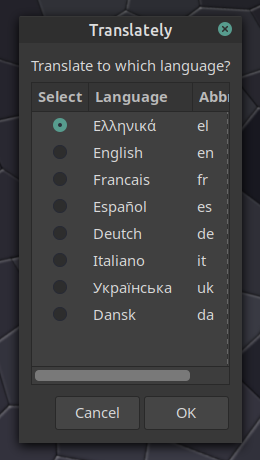 Translately
Translate to which language?
Select Language Abb
Ελληνικά el
English en
Francais fr
Español es
Deutch de
Italiano it
Українська uk
Dansk da
Cancel OK